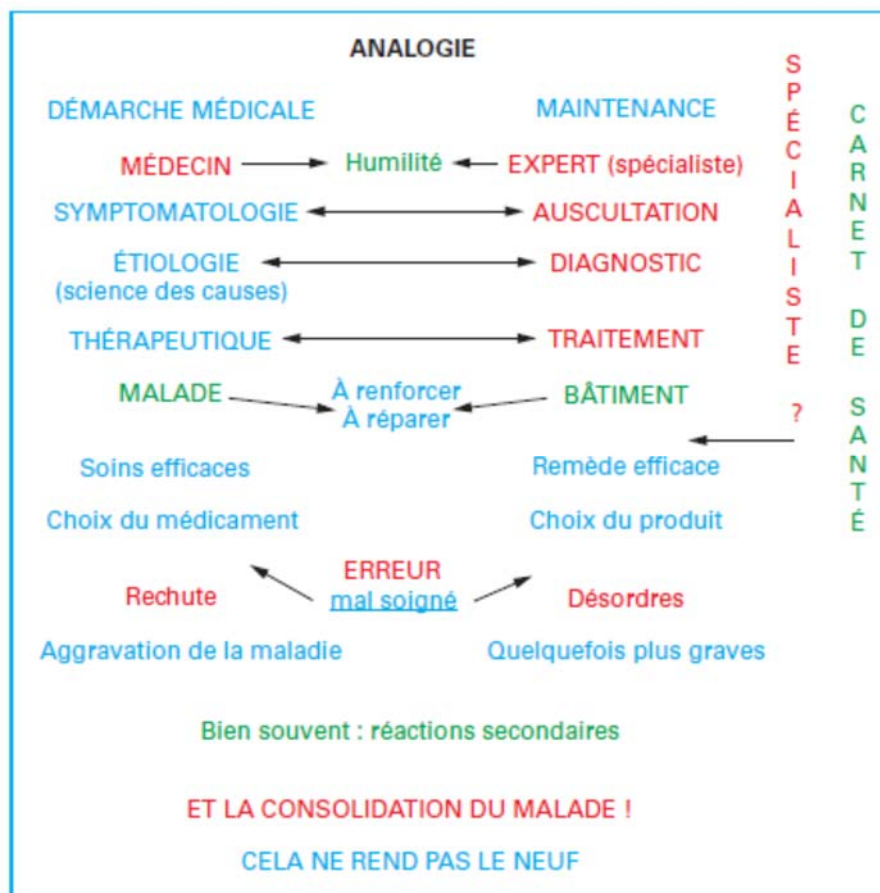 ANALOGIE
DÉMARCHE MÉDICALE MAINTENANCE
MÉDECIN Humilité EXPERT (spécialiste)
SYMPTOMATOLOGIE AUSCULTATION
ÉTIOLOGIE DIAGNOSTIC
(science des causes)
THÉRAPEUTIQUE TRAITEMENT
MALADE À renforcer BÂTIMENT
À réparer
Soins efficaces Remède efficace
Choix du médicament Choix du produit
ERREUR
Rechute mal soigné Désordres
Aggravation de la maladie Quelquefois plus graves
Bien souvent : réactions secondaires
ET LA CONSOLIDATION DU MALADE !
CELA NE REND PAS LE NEUF
SPÉCIALISTE ?
CARNET DE SANTÉ